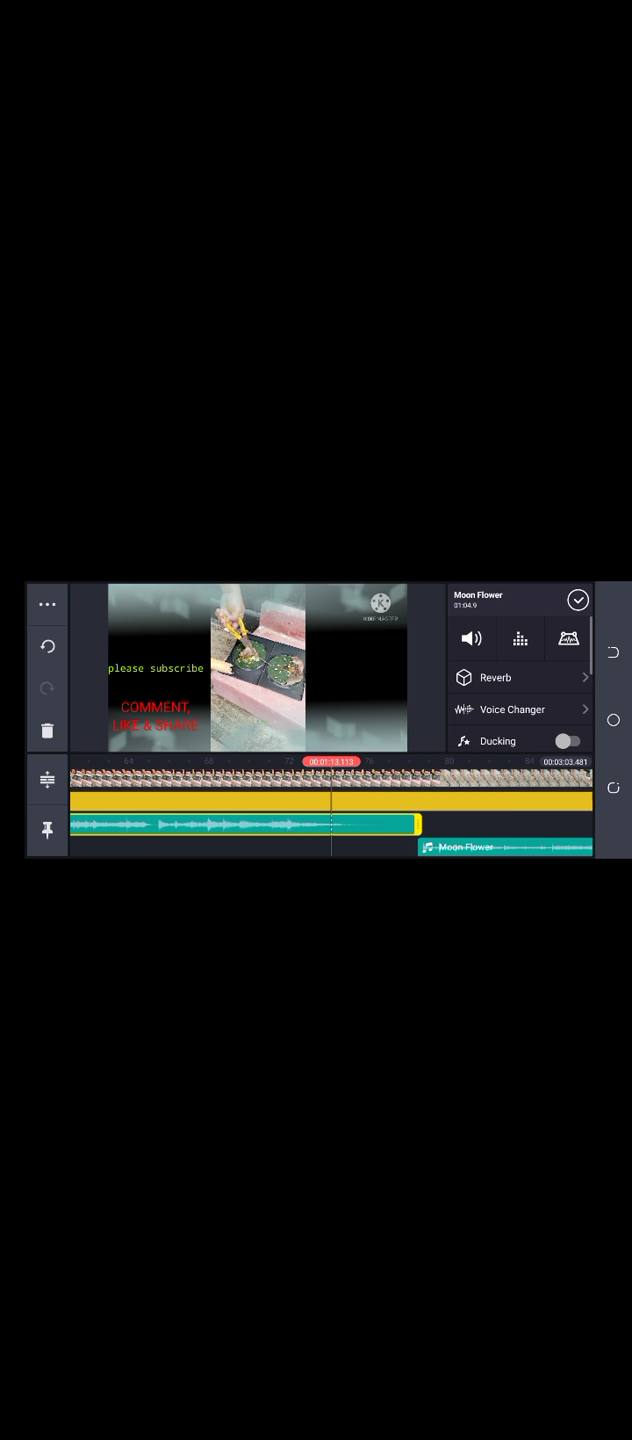 Moon Flower
01:04.9
KINEMASTER
please subscribe
COMMENT,
LIKE & SHARE
Reverb
Voice Changer
Ducking
64
68
72
00:01:13.113
76
80
84
00:03:03.481
Moon Flower